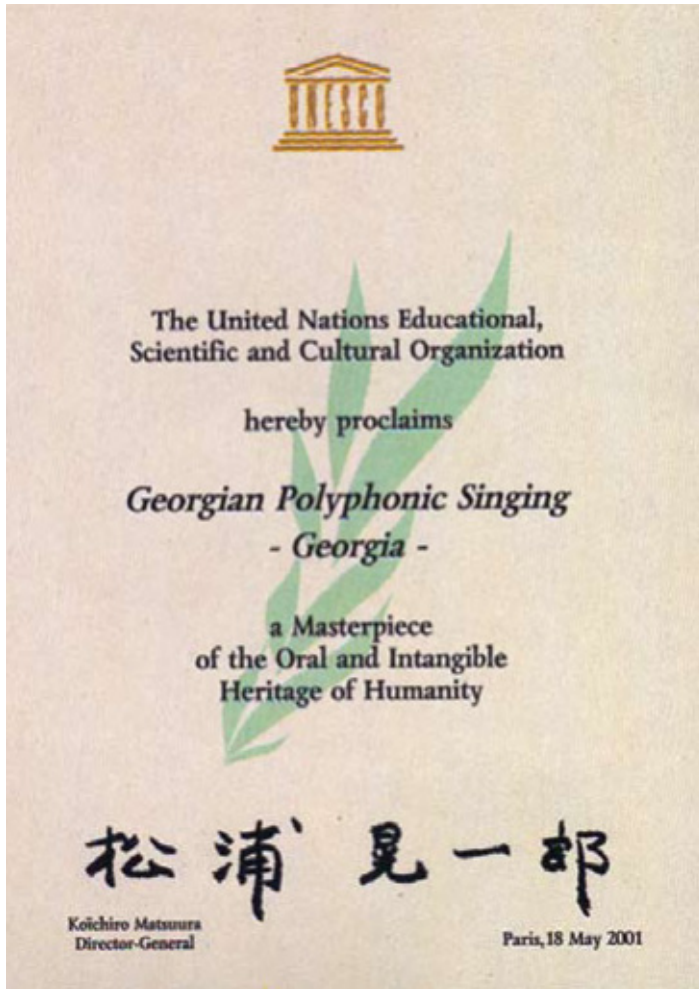 UNESCO
The United Nations Educational,
Scientific and Cultural Organization
hereby proclaims
Georgian Polyphonic Singing
- Georgia -
a Masterpiece
of the Oral and Intangible
Heritage of Humanity
松浦晃一郎
Koïchiro Matsuura
Director-General
Paris, 18 May 2001